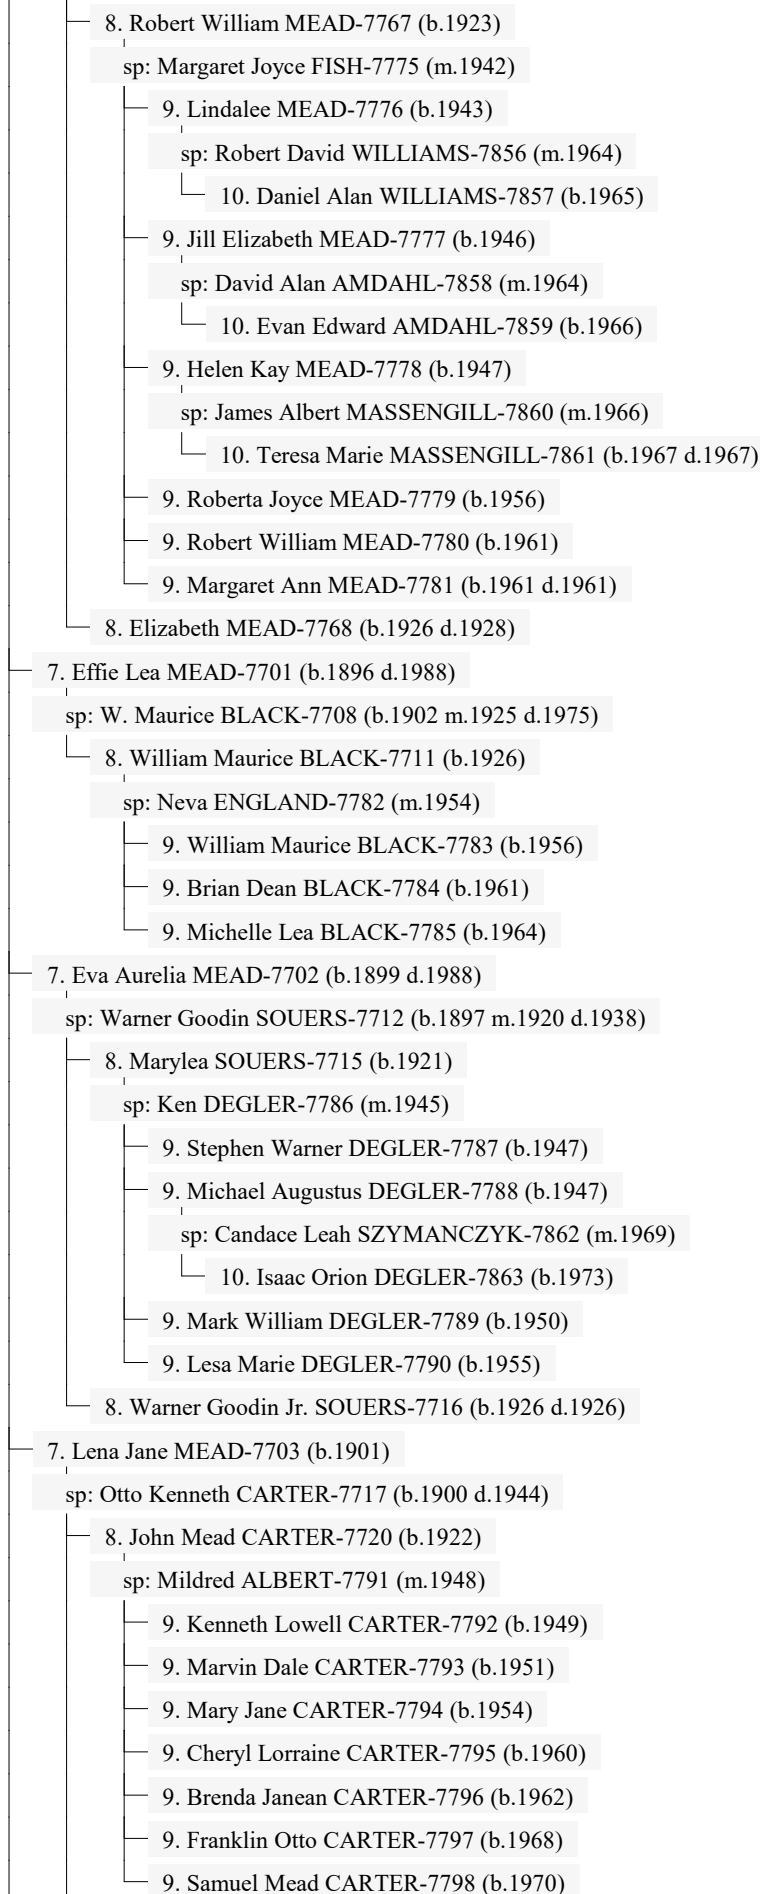 8. Robert William MEAD-7767 (b.1923)
sp: Margaret Joyce FISH-7775 (m.1942)
9. Lindalee MEAD-7776 (b.1943)
sp: Robert David WILLIAMS-7856 (m.1964)
10. Daniel Alan WILLIAMS-7857 (b.1965)
9. Jill Elizabeth MEAD-7777 (b.1946)
sp: David Alan AMDAHL-7858 (m.1964)
10. Evan Edward AMDAHL-7859 (b.1966)
9. Helen Kay MEAD-7778 (b.1947)
sp: James Albert MASSENGILL-7860 (m.1966)
10. Teresa Marie MASSENGILL-7861 (b.1967 d.1967)
9. Roberta Joyce MEAD-7779 (b.1956)
9. Robert William MEAD-7780 (b.1961)
9. Margaret Ann MEAD-7781 (b.1961 d.1961)
8. Elizabeth MEAD-7768 (b.1926 d.1928)
7. Effie Lea MEAD-7701 (b.1896 d.1988)
sp: W. Maurice BLACK-7708 (b.1902 m.1925 d.1975)
8. William Maurice BLACK-7711 (b.1926)
sp: Neva ENGLAND-7782 (m.1954)
9. William Maurice BLACK-7783 (b.1956)
9. Brian Dean BLACK-7784 (b.1961)
9. Michelle Lea BLACK-7785 (b.1964)
7. Eva Aurelia MEAD-7702 (b.1899 d.1988)
sp: Warner Goodin SOUERS-7712 (b.1897 m.1920 d.1938)
8. Marylea SOUERS-7715 (b.1921)
sp: Ken DEGLER-7786 (m.1945)
9. Stephen Warner DEGLER-7787 (b.1947)
9. Michael Augustus DEGLER-7788 (b.1947)
sp: Candace Leah SZYMANCZYK-7862 (m.1969)
10. Isaac Orion DEGLER-7863 (b.1973)
9. Mark William DEGLER-7789 (b.1950)
9. Lesa Marie DEGLER-7790 (b.1955)
8. Warner Goodin Jr. SOUERS-7716 (b.1926 d.1926)
7. Lena Jane MEAD-7703 (b.1901)
sp: Otto Kenneth CARTER-7717 (b.1900 d.1944)
8. John Mead CARTER-7720 (b.1922)
sp: Mildred ALBERT-7791 (m.1948)
9. Kenneth Lowell CARTER-7792 (b.1949)
9. Marvin Dale CARTER-7793 (b.1951)
9. Mary Jane CARTER-7794 (b.1954)
9. Cheryl Lorraine CARTER-7795 (b.1960)
9. Brenda Janean CARTER-7796 (b.1962)
9. Franklin Otto CARTER-7797 (b.1968)
9. Samuel Mead CARTER-7798 (b.1970)